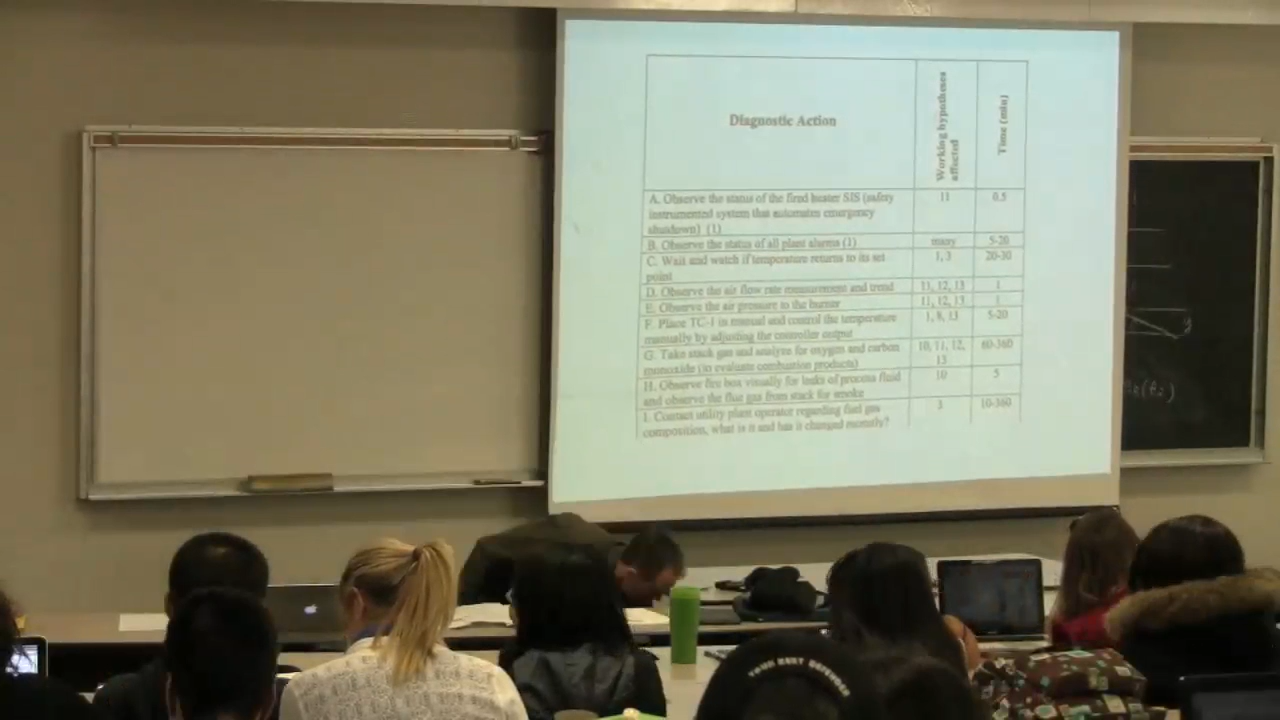 Diagnostic Action
Working hypotheses
affected
Time (min)
A. Observe the status of the fired heater SIS (safety
instrumented system that automates emergency
shutdown) (1)
11
0.5
B. Observe the status of all plant alarms (1)
many
5-20
C. Wait and watch if temperature returns to its set
point
1, 3
20-30
D. Observe the air flow rate measurement and trend
11, 12, 13
1
E. Observe the air pressure to the burner
11, 12, 13
1
F. Place TC-1 in manual and control the temperature
manually by adjusting the controller output
1, 8, 13
5-20
G. Take stack gas and analyze for oxygen and carbon
monoxide (to evaluate combustion products)
10, 11, 12,
13
60-360
H. Observe fire box visually for leaks of process fluid
and observe the flue gas from stack for smoke
10
5
I. Contact utility plant operator regarding fuel gas
composition, what is it and has it changed recently?
3
10-360